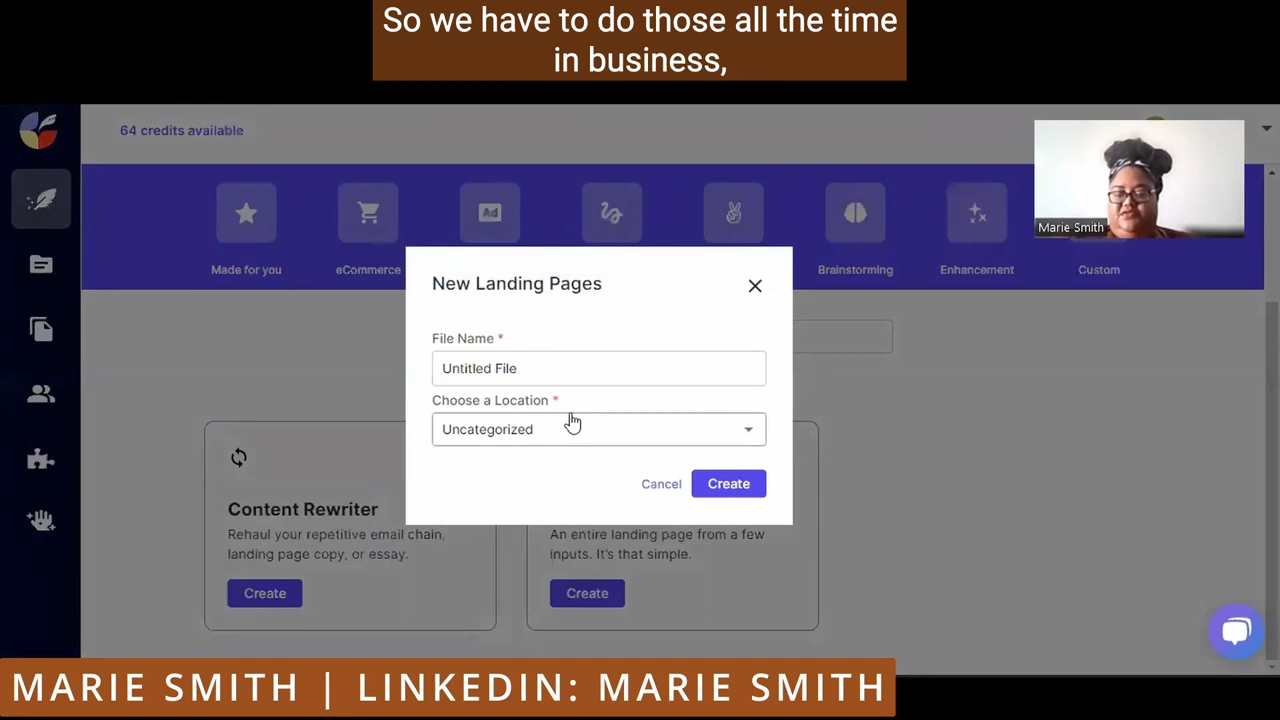 So we have to do those all the time
in business,
64 credits available
Marie Smith
Ad
Made for you
eCommerce
Brainstorming
Enhancement
Custom
New Landing Pages
File Name *
Untitled File
Choose a Location *
Uncategorized
Cancel
Create
Content Rewriter
Rehaul your repetitive email chain,
landing page copy, or essay.
Create
An entire landing page from a few
inputs. It's that simple.
Create
MARIE SMITH | LINKEDIN: MARIE SMITH